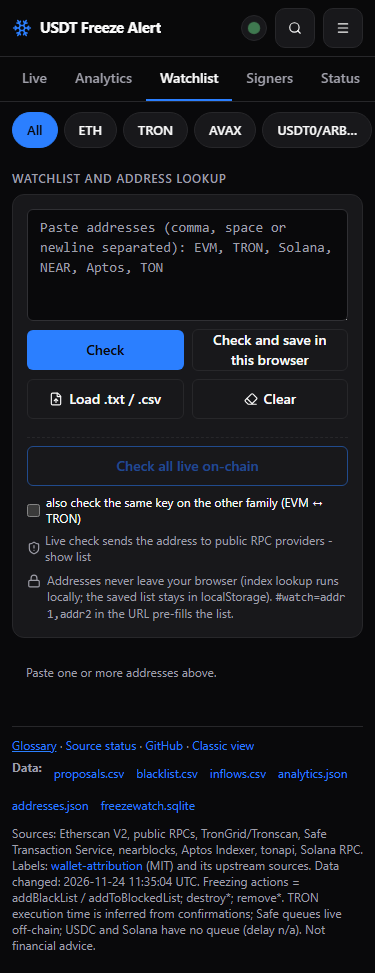 USDT Freeze Alert
Live Analytics Watchlist Signers Status
All ETH TRON AVAX USDT0/ARB...
WATCHLIST AND ADDRESS LOOKUP
Paste addresses (comma, space or
newline separated): EVM, TRON, Solana,
NEAR, Aptos, TON
Check
Check and save in
this browser
Load .txt / .csv
Clear
Check all live on-chain
also check the same key on the other family (EVM ↔
TRON)
Live check sends the address to public RPC providers -
show list
Addresses never leave your browser (index lookup runs
locally; the saved list stays in localStorage). #watch=addr
1,addr2 in the URL pre-fills the list.
Paste one or more addresses above.
Glossary · Source status · GitHub · Classic view
Data: proposals.csv blacklist.csv inflows.csv analytics.json
addresses.json freezewatch.sqlite
Sources: Etherscan V2, public RPCs, TronGrid/Tronscan, Safe
Transaction Service, nearblocks, Aptos Indexer, tonapi, Solana RPC.
Labels: wallet-attribution (MIT) and its upstream sources. Data
changed: 2026-11-24 11:35:04 UTC. Freezing actions =
addBlackList / addToBlockedList; destroy*; remove*. TRON
execution time is inferred from confirmations; Safe queues live
off-chain; USDC and Solana have no queue (delay n/a). Not
financial advice.